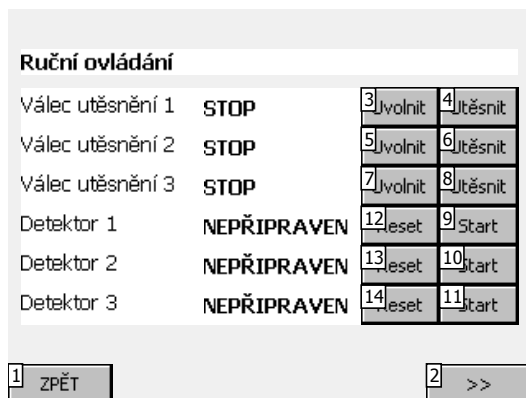 Ruční ovládání
Válec utěsnění 1 STOP 3 Uvolnit 4 Utěsnit
Válec utěsnění 2 STOP 5 Uvolnit 6 Utěsnit
Válec utěsnění 3 STOP 7 Uvolnit 8 Utěsnit
Detektor 1 NEPŘIPRAVEN 12 Reset 9 Start
Detektor 2 NEPŘIPRAVEN 13 Reset 10 Start
Detektor 3 NEPŘIPRAVEN 14 Reset 11 Start
1 ZPĚT 2 >>